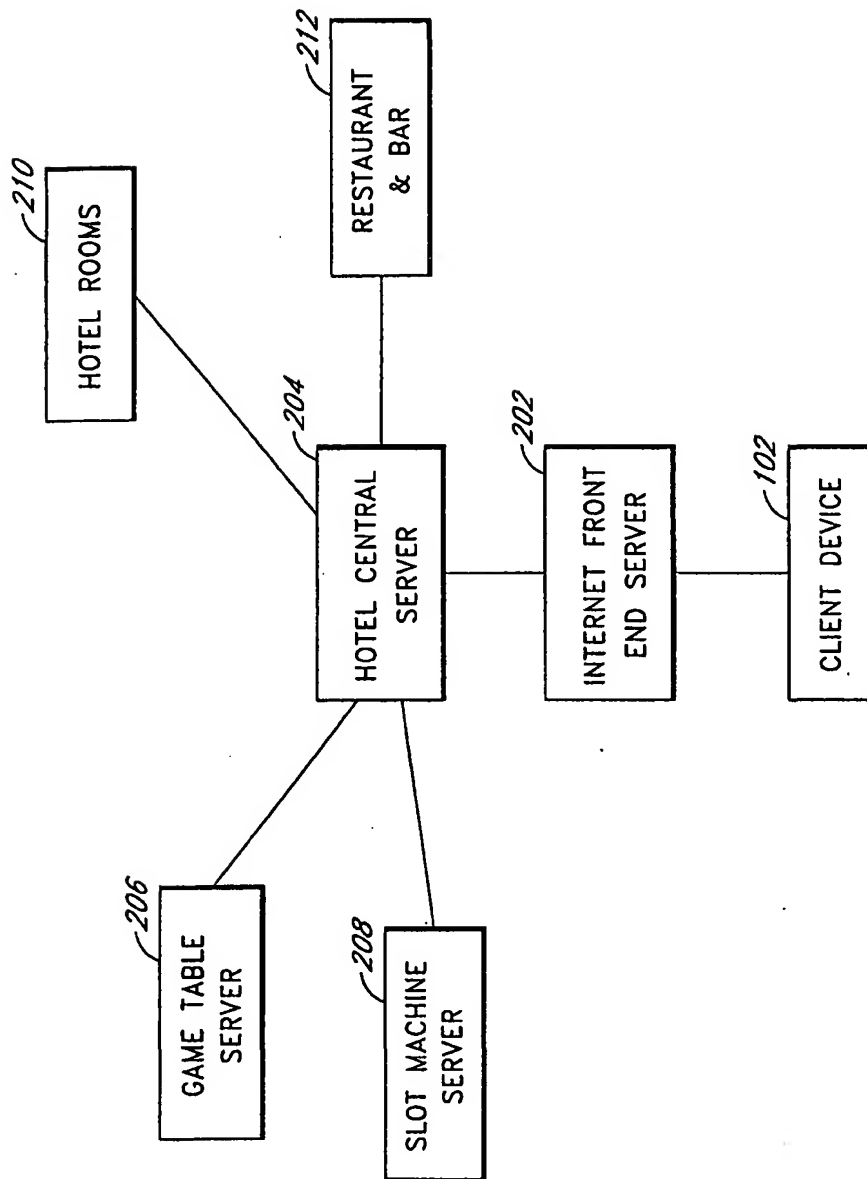 210
HOTEL ROOMS
212
RESTAURANT
& BAR
204
HOTEL CENTRAL
SERVER
202
INTERNET FRONT
END SERVER
102
CLIENT DEVICE
206
GAME TABLE
SERVER
208
SLOT MACHINE
SERVER